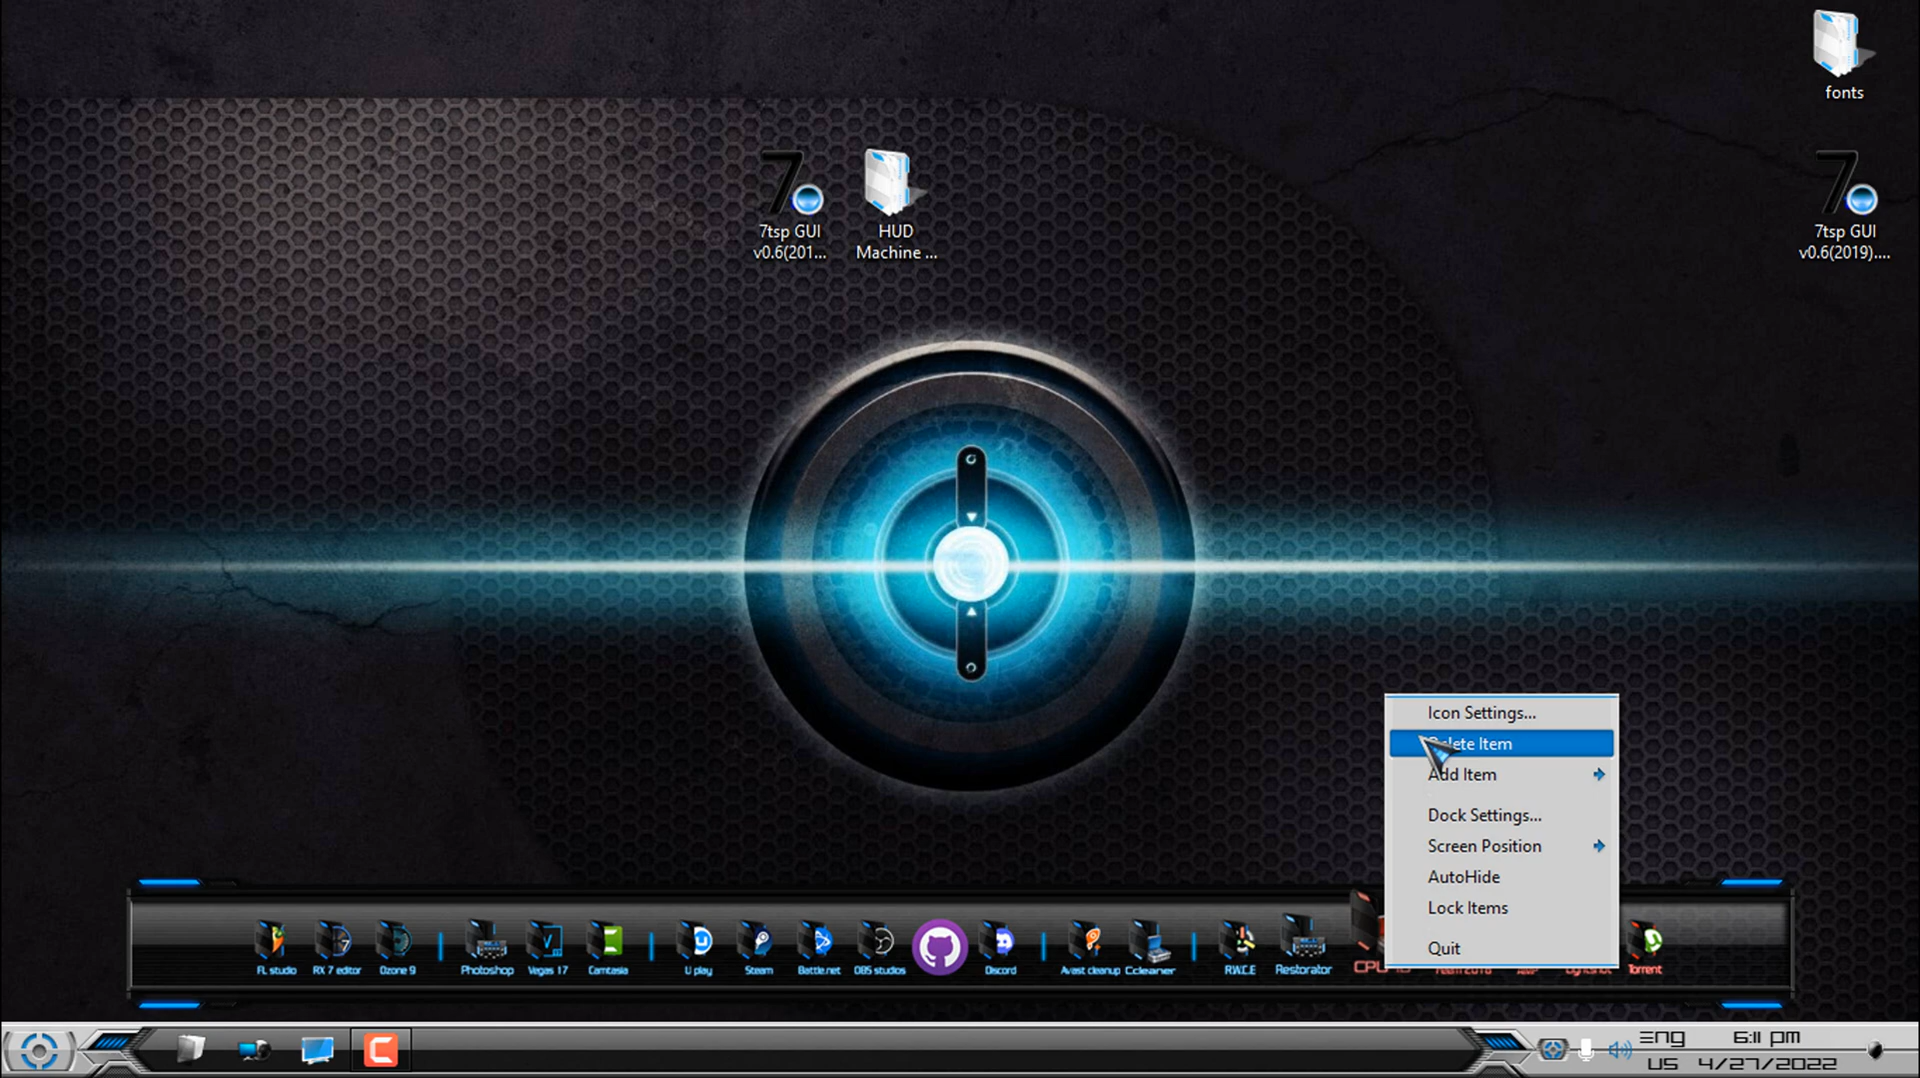 fonts
7tsp GUI
v0.6(201...
HUD
Machine ...
7tsp GUI
v0.6(2019)....
Icon Settings...
Item
Add Item
Dock Settings...
Screen Position
AutoHide
Lock Items
Quit
FL studio
RX 7 editor
Ozone 9
Photoshop
Vegas 17
Camtasia
U play
Steam
Battle.net
OBS studios
Discord
Avast cleanup
Ccleaner
R.W.C.E
Restorator
Torrent
Eng
6:11 pm
US
4/27/2022